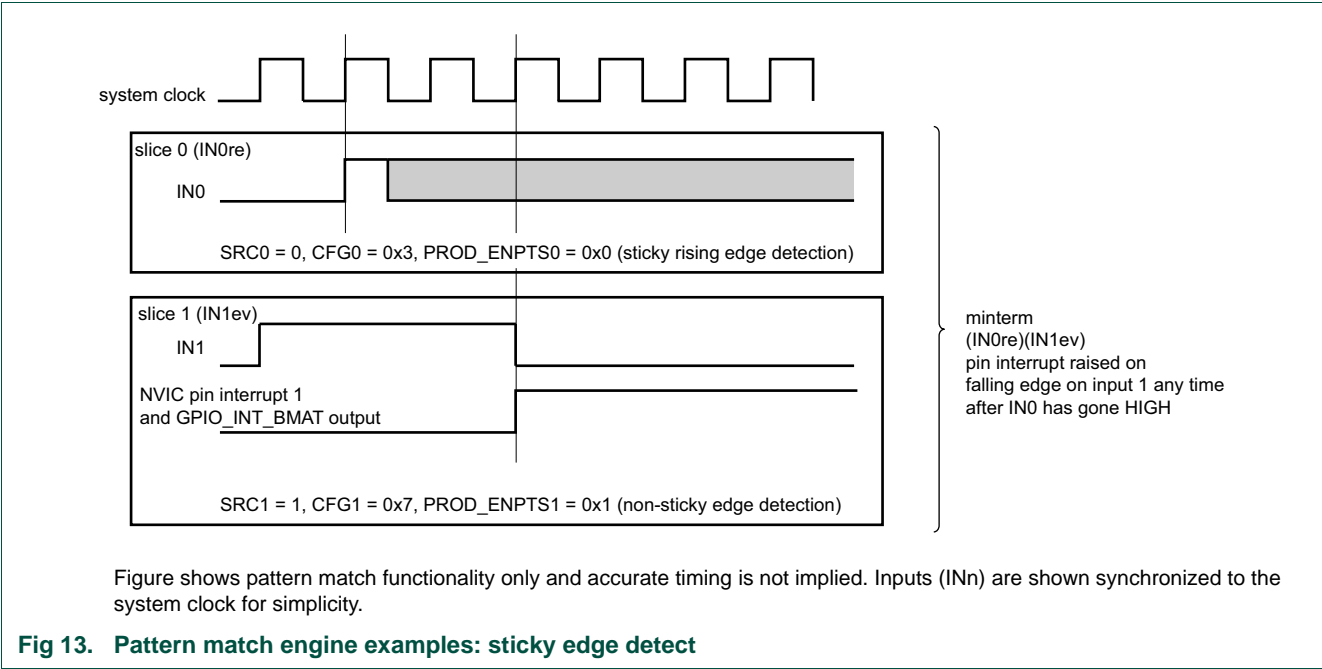 system clock
slice 0 (IN0re)
IN0
SRC0 = 0, CFG0 = 0x3, PROD_ENPTS0 = 0x0 (sticky rising edge detection)
slice 1 (IN1ev)
IN1
NVIC pin interrupt 1
and GPIO_INT_BMAT output
SRC1 = 1, CFG1 = 0x7, PROD_ENPTS1 = 0x1 (non-sticky edge detection)
minterm
(IN0re)(IN1ev)
pin interrupt raised on
falling edge on input 1 any time
after IN0 has gone HIGH
Figure shows pattern match functionality only and accurate timing is not implied. Inputs (INn) are shown synchronized to the
system clock for simplicity.
Fig 13. Pattern match engine examples: sticky edge detect